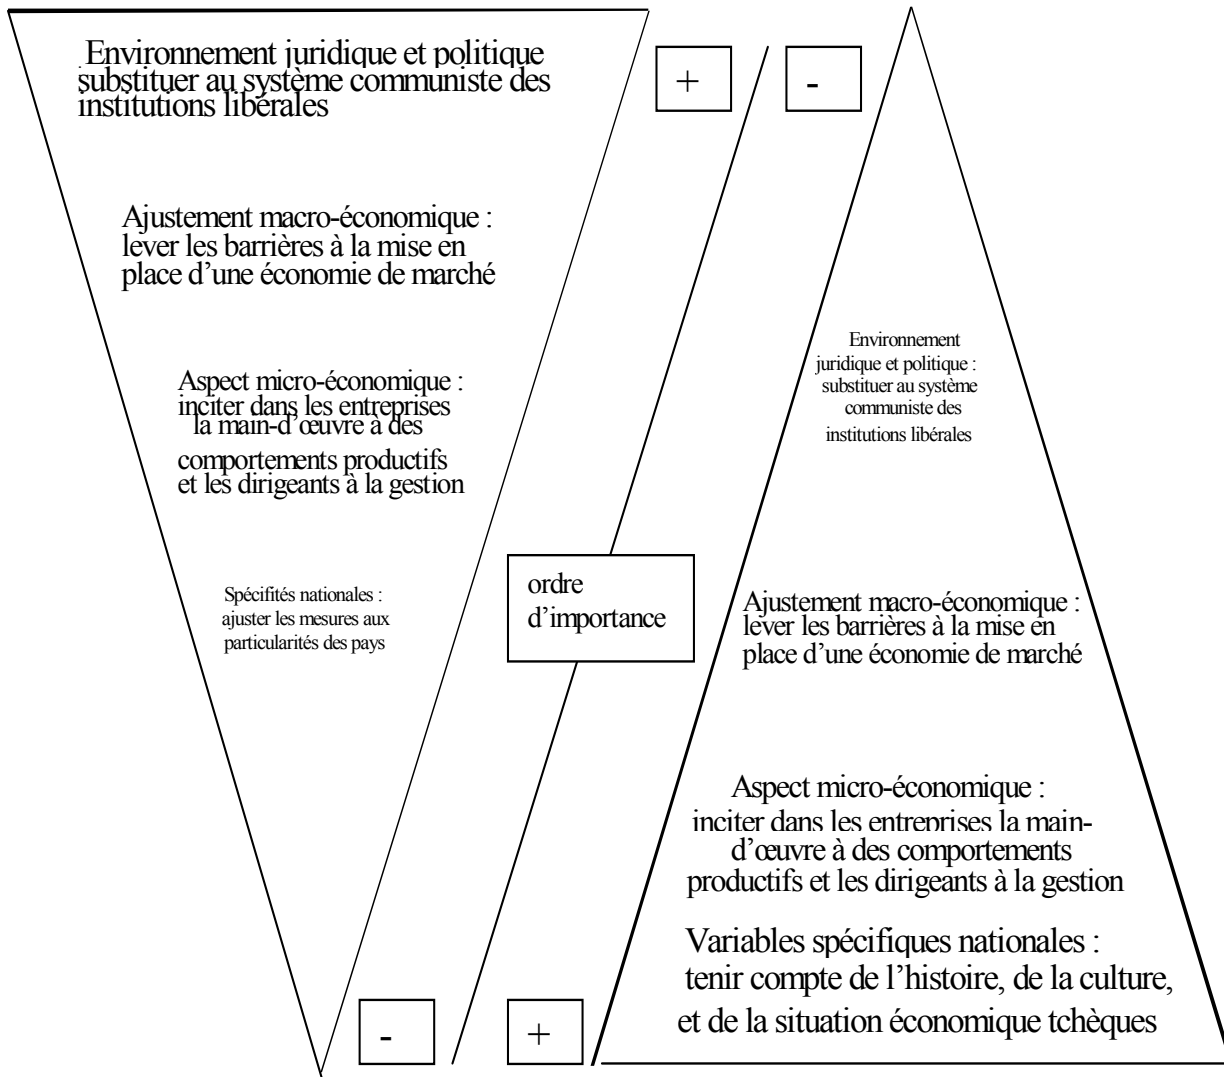 Environnement juridique et politique
substituer au système communiste des
institutions libérales
Ajustement macro-économique :
lever les barrières à la mise en
place d’une économie de marché
Aspect micro-économique :
inciter dans les entreprises
la main-d’œuvre à des
comportements productifs
et les dirigeants à la gestion
Spécifités nationales :
ajuster les mesures aux
particularités des pays
+
-
ordre
d’importance
-
+
Environnement
juridique et politique :
substituer au système
communiste des
institutions libérales
Ajustement macro-économique :
lever les barrières à la mise en
place d’une économie de marché
Aspect micro-économique :
inciter dans les entreprises la main-
d’œuvre à des comportements
productifs et les dirigeants à la gestion
Variables spécifiques nationales :
tenir compte de l’histoire, de la culture,
et de la situation économique tchèques